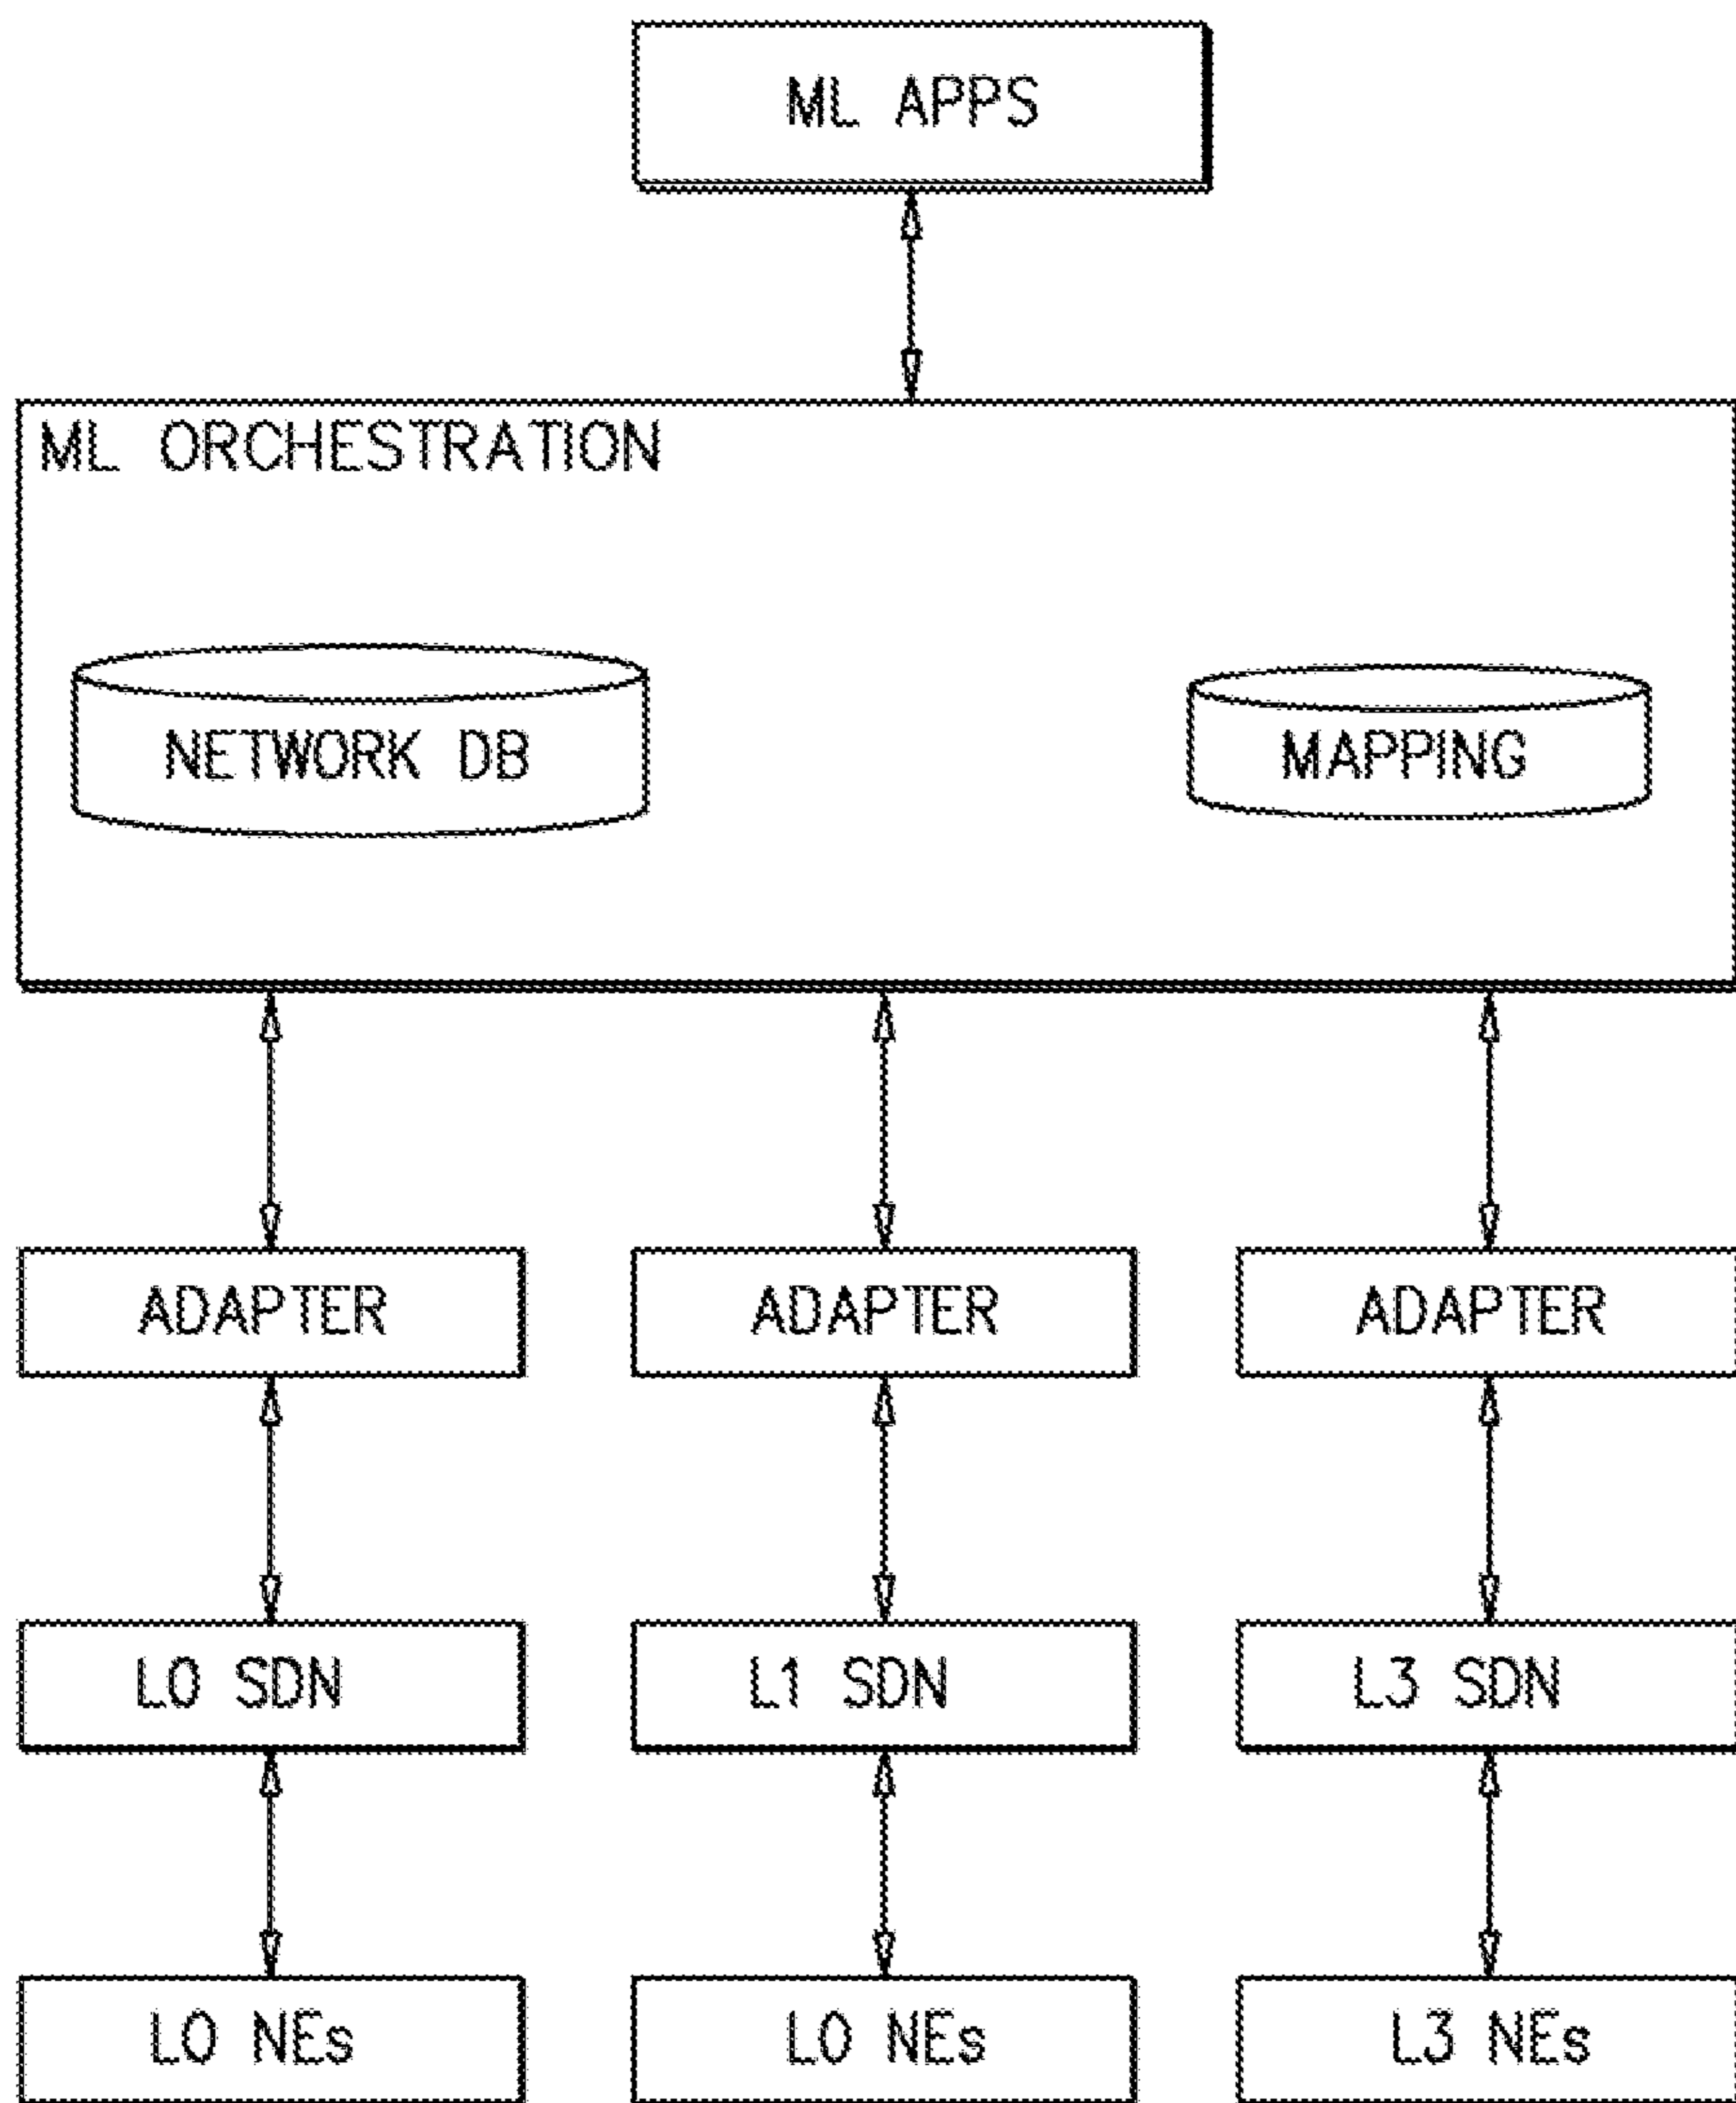 ML APPS
ML ORCHESTRATION
NETWORK DB
MAPPING
ADAPTER
ADAPTER
ADAPTER
L0 SDN
L1 SDN
L3 SDN
L0 NEs
L0 NEs
L3 NEs